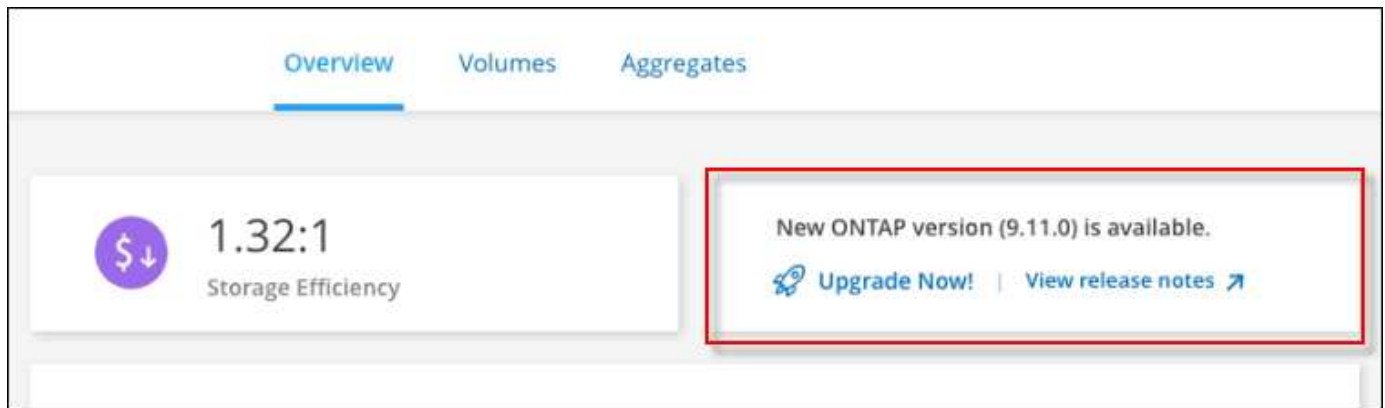 Overview Volumes Aggregates
1.32:1
Storage Efficiency
New ONTAP version (9.11.0) is available.
Upgrade Now! | View release notes